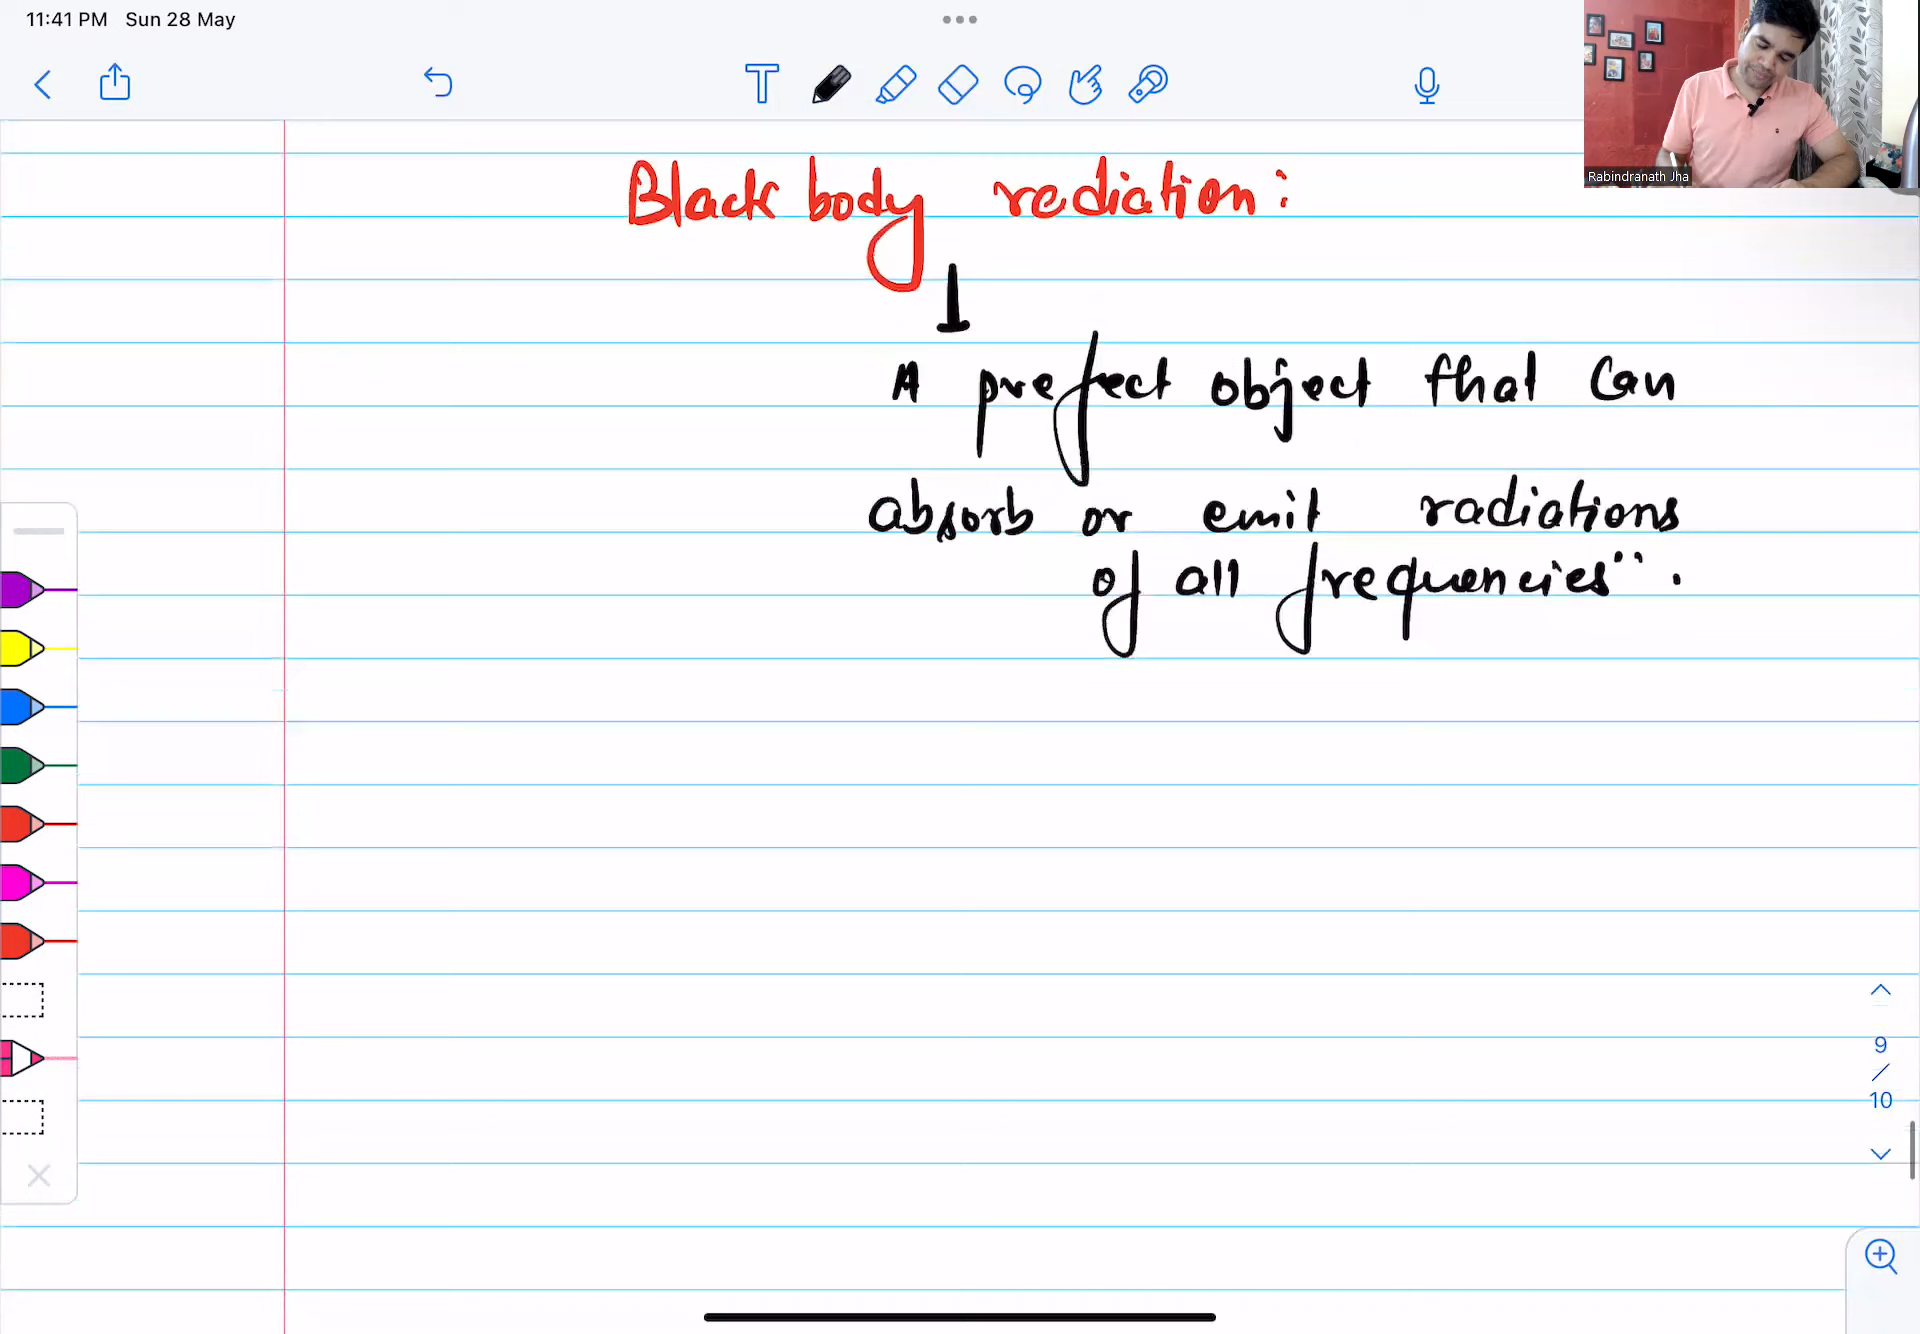 11:41 PM Sun 28 May
Rabindranath Jha
Black body rediation:
A prefect object that can
absorb or emit radiations
of all frequencies".
9
/
10